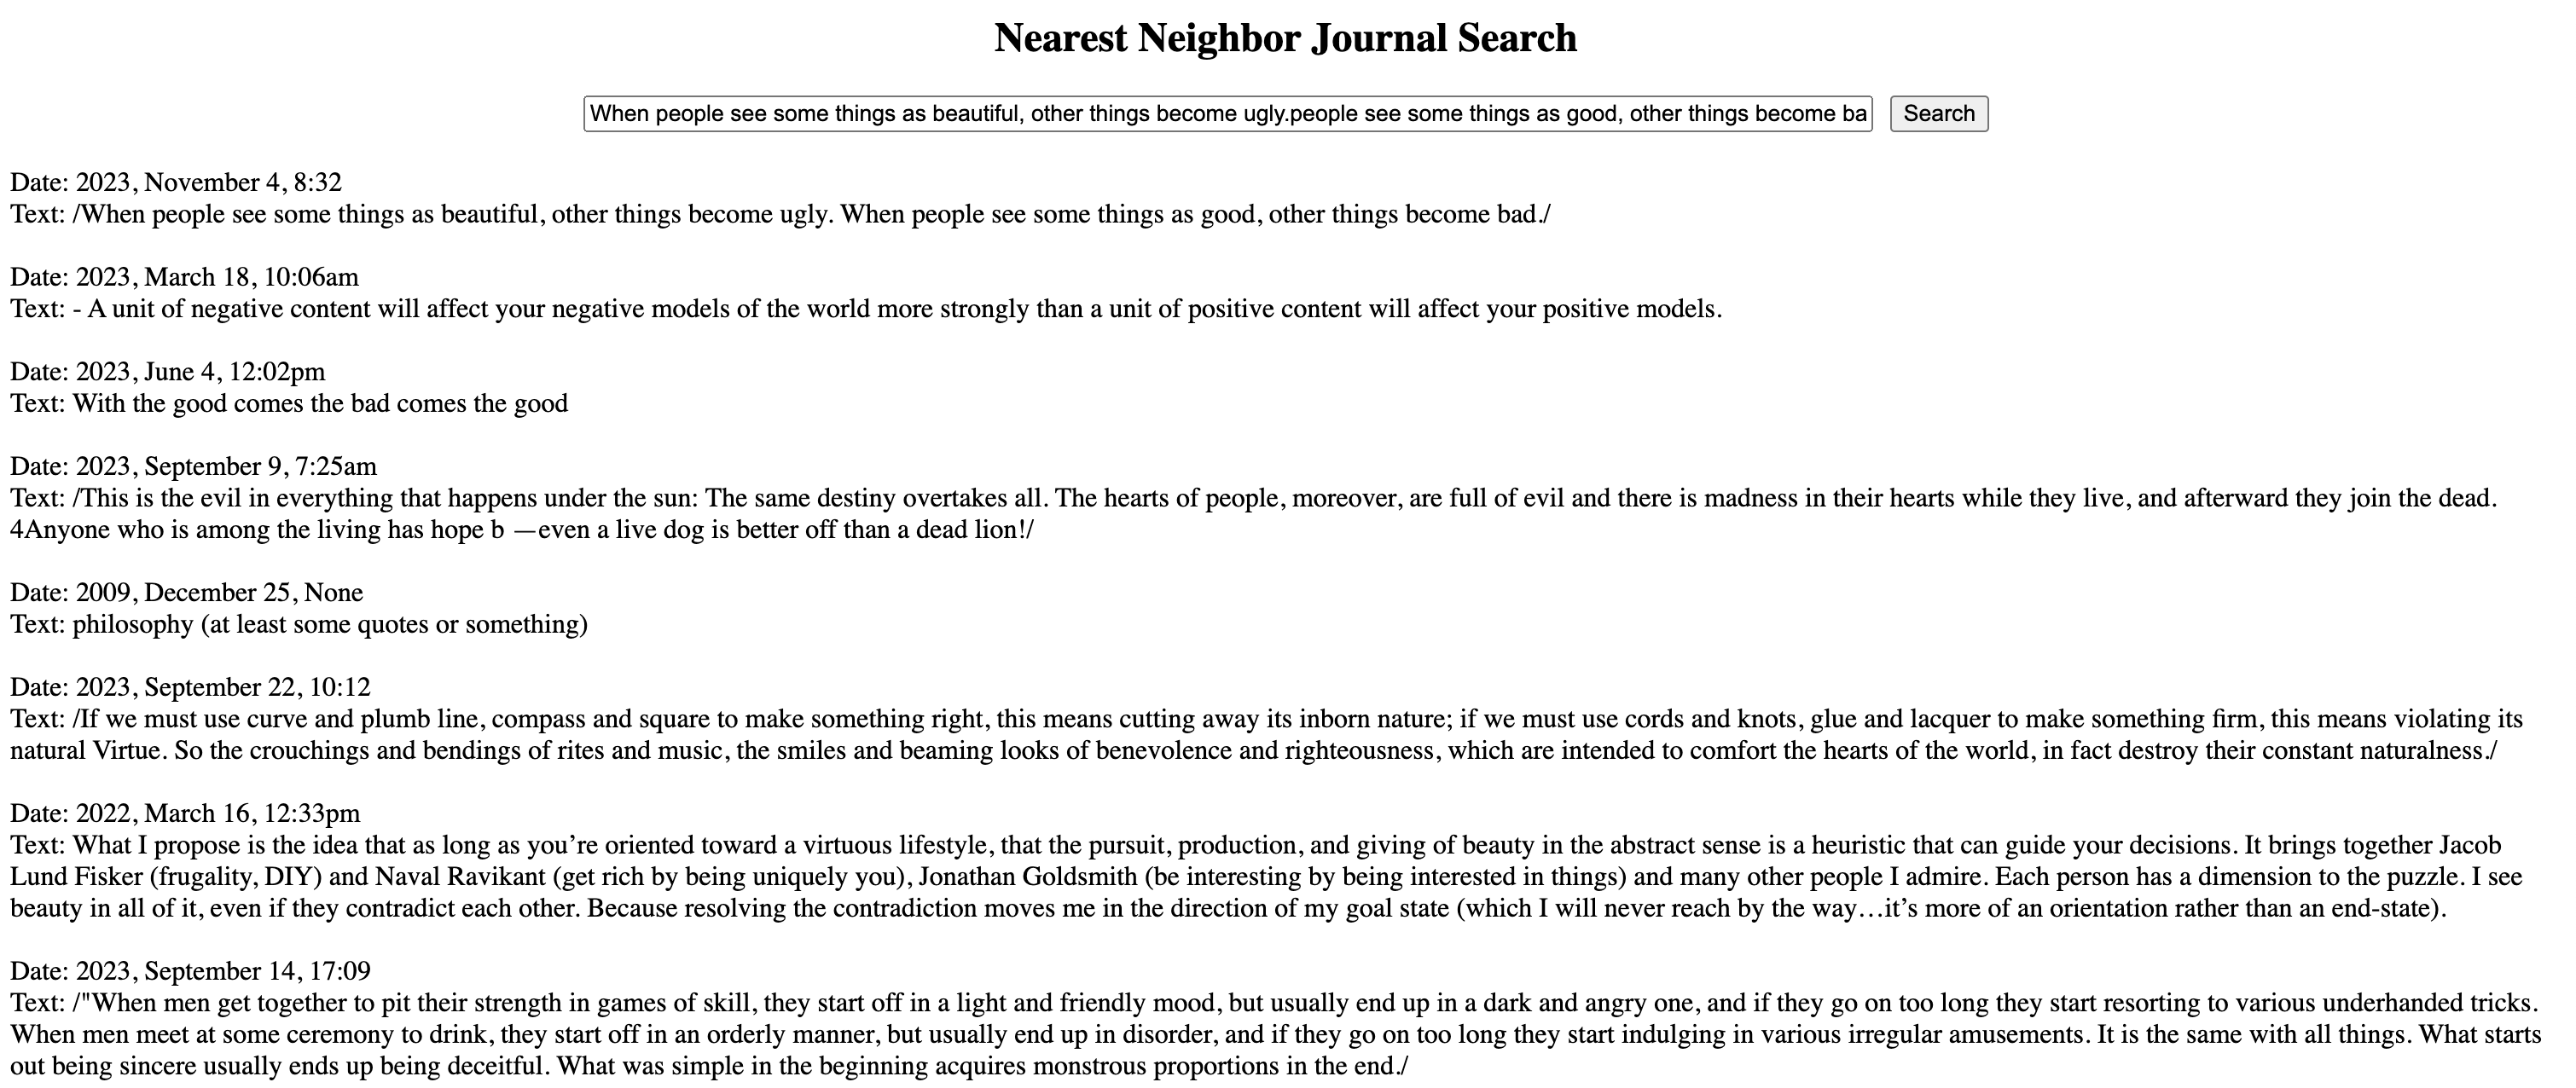 Nearest Neighbor Journal Search
When people see some things as beautiful, other things become ugly.people see some things as good, other things become ba
Search
Date: 2023, November 4, 8:32
Text: /When people see some things as beautiful, other things become ugly. When people see some things as good, other things become bad./
Date: 2023, March 18, 10:06am
Text: - A unit of negative content will affect your negative models of the world more strongly than a unit of positive content will affect your positive models.
Date: 2023, June 4, 12:02pm
Text: With the good comes the bad comes the good
Date: 2023, September 9, 7:25am
Text: /This is the evil in everything that happens under the sun: The same destiny overtakes all. The hearts of people, moreover, are full of evil and there is madness in their hearts while they live, and afterward they join the dead.
4Anyone who is among the living has hope b —even a live dog is better off than a dead lion!/
Date: 2009, December 25, None
Text: philosophy (at least some quotes or something)
Date: 2023, September 22, 10:12
Text: /If we must use curve and plumb line, compass and square to make something right, this means cutting away its inborn nature; if we must use cords and knots, glue and lacquer to make something firm, this means violating its
natural Virtue. So the crouchings and bendings of rites and music, the smiles and beaming looks of benevolence and righteousness, which are intended to comfort the hearts of the world, in fact destroy their constant naturalness./
Date: 2022, March 16, 12:33pm
Text: What I propose is the idea that as long as you’re oriented toward a virtuous lifestyle, that the pursuit, production, and giving of beauty in the abstract sense is a heuristic that can guide your decisions. It brings together Jacob
Lund Fisker (frugality, DIY) and Naval Ravikant (get rich by being uniquely you), Jonathan Goldsmith (be interesting by being interested in things) and many other people I admire. Each person has a dimension to the puzzle. I see
beauty in all of it, even if they contradict each other. Because resolving the contradiction moves me in the direction of my goal state (which I will never reach by the way…it’s more of an orientation rather than an end-state).
Date: 2023, September 14, 17:09
Text: /"When men get together to pit their strength in games of skill, they start off in a light and friendly mood, but usually end up in a dark and angry one, and if they go on too long they start resorting to various underhanded tricks.
When men meet at some ceremony to drink, they start off in an orderly manner, but usually end up in disorder, and if they go on too long they start indulging in various irregular amusements. It is the same with all things. What starts
out being sincere usually ends up being deceitful. What was simple in the beginning acquires monstrous proportions in the end./